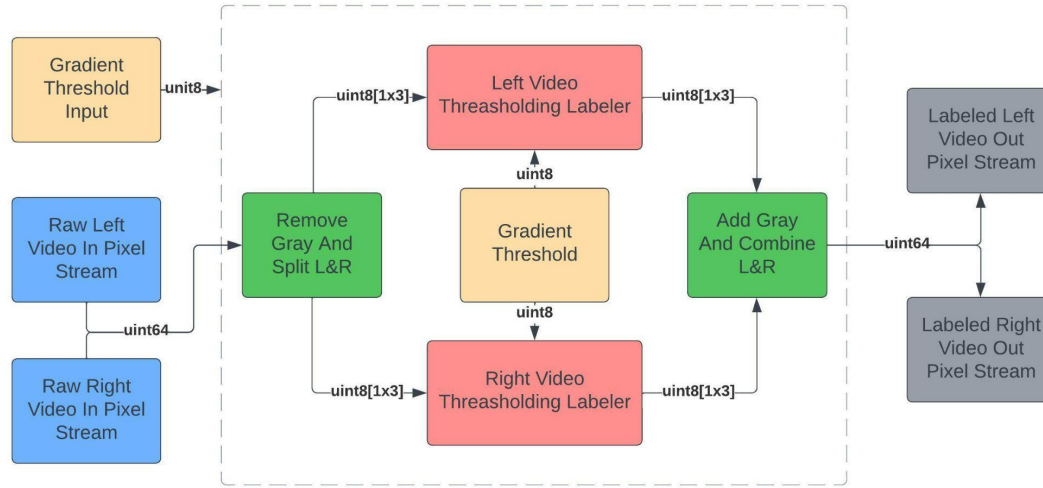 Gradient
Threshold
Input
unit8
Raw Left
Video In Pixel
Stream
uint64
Raw Right
Video In Pixel
Stream
Remove
Gray And
Split L&R
uint8[1x3]
uint8[1x3]
Left Video
Threasholding Labeler
uint8
Gradient
Threshold
uint8
Right Video
Threasholding Labeler
uint8[1x3]
uint8[1x3]
Add Gray
And Combine
L&R
uint64
Labeled Left
Video Out
Pixel Stream
Labeled Right
Video Out
Pixel Stream